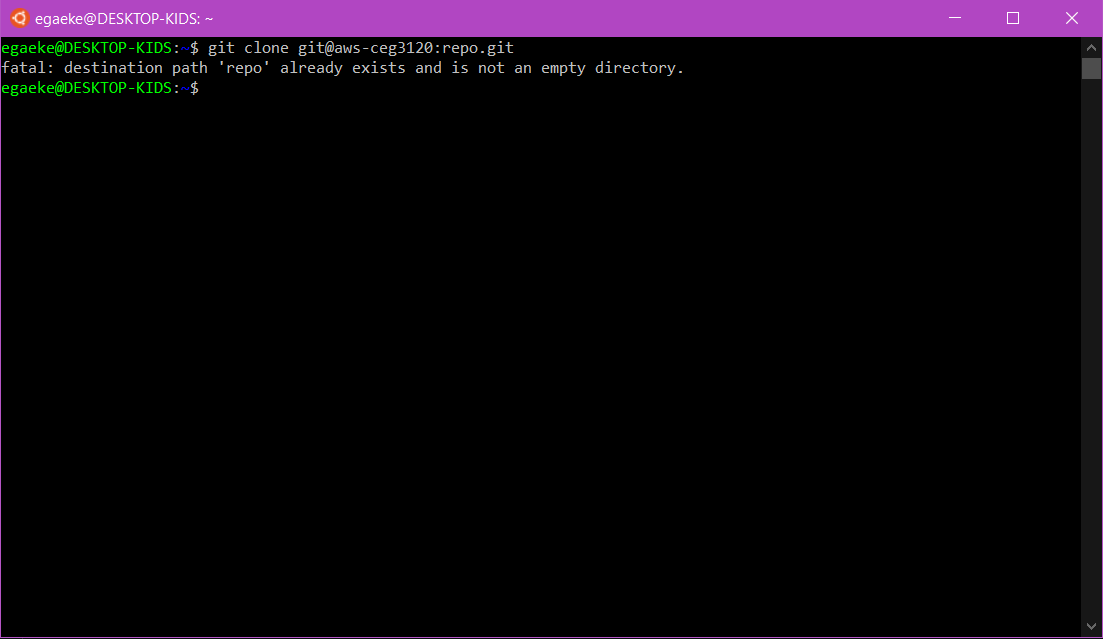 egaeke@DESKTOP-KIDS: ~
egaeke@DESKTOP-KIDS:~$ git clone git@aws-ceg3120:repo.git
fatal: destination path 'repo' already exists and is not an empty directory.
egaeke@DESKTOP-KIDS:~$